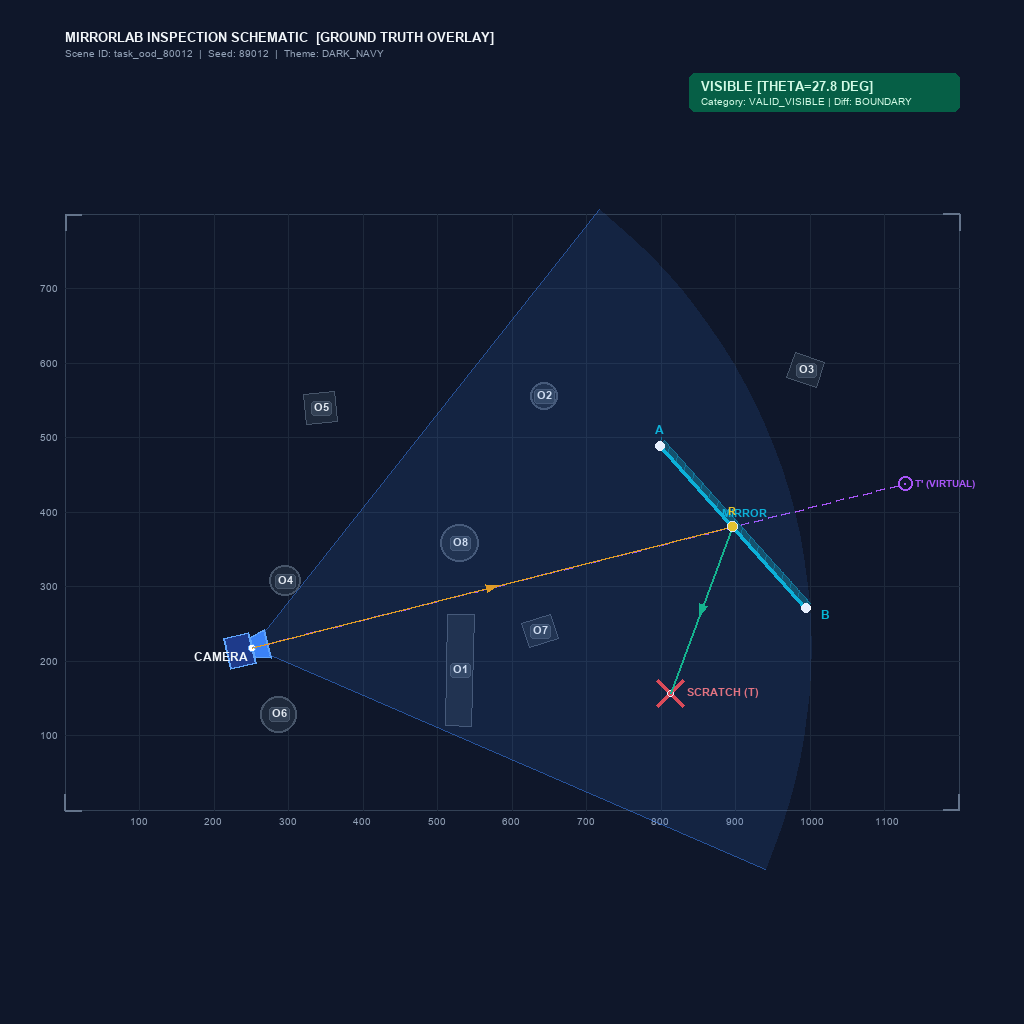 MIRRORLAB INSPECTION SCHEMATIC  [GROUND TRUTH OVERLAY]
Scene ID: task_ood_80012  |  Seed: 89012  |  Theme: DARK_NAVY
VISIBLE [THETA=27.8 DEG]
Category: VALID_VISIBLE | Diff: BOUNDARY
700
600
O3
O5
O2
A
500
T' (VIRTUAL)
R
MIRROR
400
O8
300
O4
B
O7
CAMERA
200
O1
SCRATCH (T)
O6
100
100 200 300 400 500 600 700 800 900 1000 1100